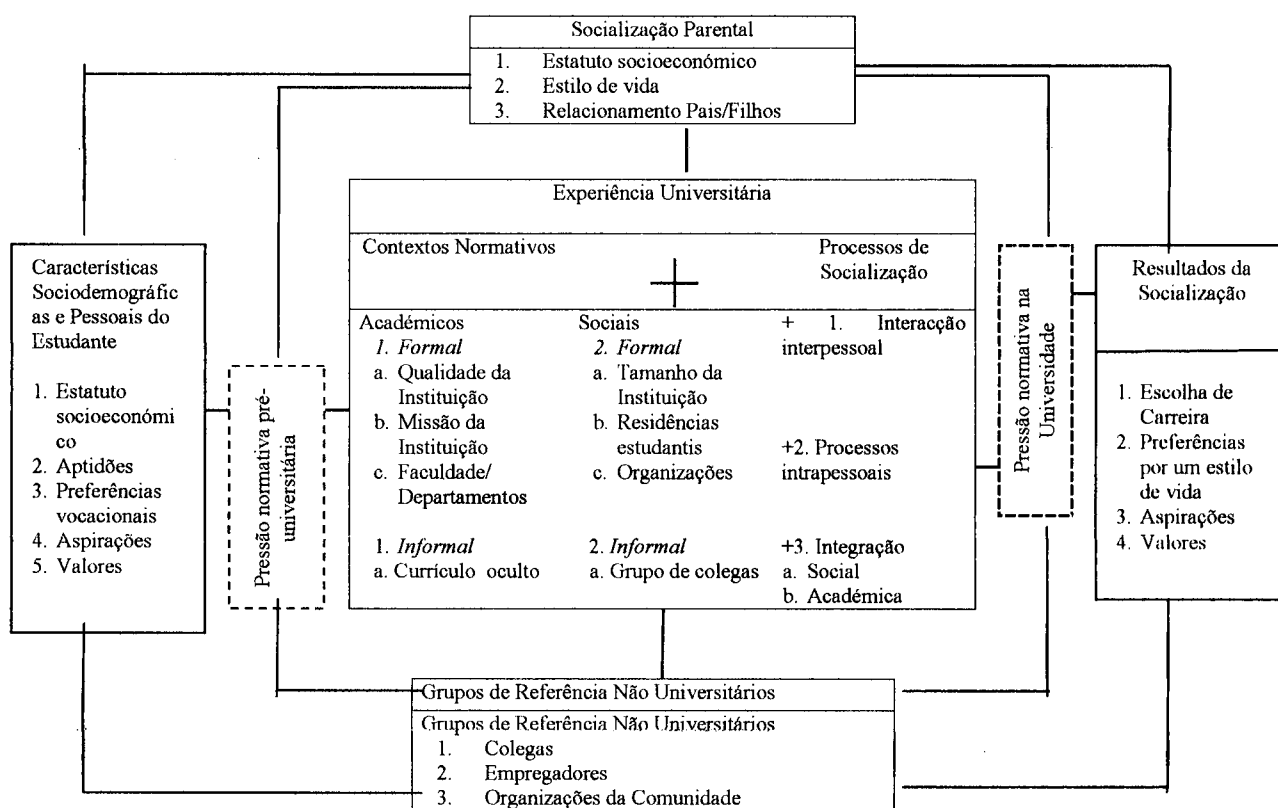 Socialização Parental
1. Estatuto socioeconómico
2. Estilo de vida
3. Relacionamento Pais/Filhos
Experiência Universitária
Contextos Normativos
Processos de
Socialização
+
Académicos
1. Formal
a. Qualidade da
Instituição
b. Missão da
Instituição
c. Faculdade/
Departamentos
1. Informal
a. Currículo oculto
Sociais
2. Formal
a. Tamanho da
Instituição
b. Residências
estudantis
c. Organizações
2. Informal
a. Grupo de colegas
+ 1. Interacção
interpessoal
+2. Processos
intrapessoais
+3. Integração
a. Social
b. Académica
Características
Sociodemográfic
as e Pessoais do
Estudante
1. Estatuto
socioeconómi
co
2. Aptidões
3. Preferências
vocacionais
4. Aspirações
5. Valores
Pressão normativa pré-
universitária
Pressão normativa na
Universidade
Resultados da
Socialização
1. Escolha de
Carreira
2. Preferências
por um estilo
de vida
3. Aspirações
4. Valores
Grupos de Referência Não Universitários
Grupos de Referência Não Universitários
1. Colegas
2. Empregadores
3. Organizações da Comunidade